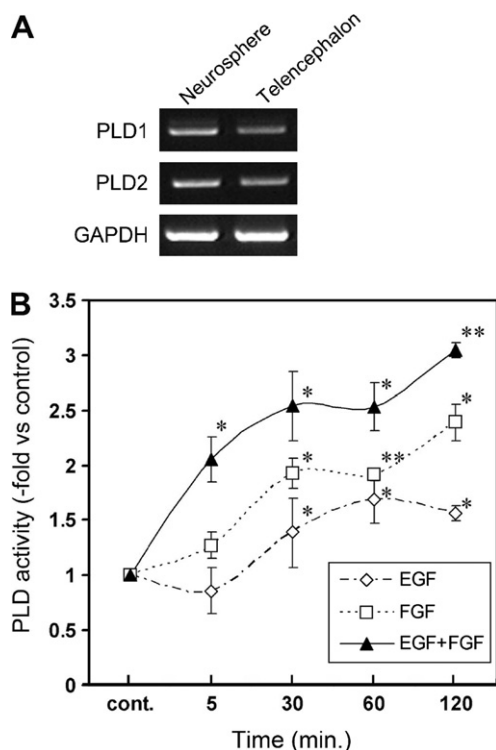 A
Neurosphere
Telencephalon
PLD1
PLD2
GAPDH
B
PLD activity (-fold vs control)
3.5
3
2.5
2
1.5
1
0.5
0
*
*
*
**
*
*
**
*
*
*
*
EGF
FGF
EGF+FGF
cont.
5
30
60
120
Time (min.)